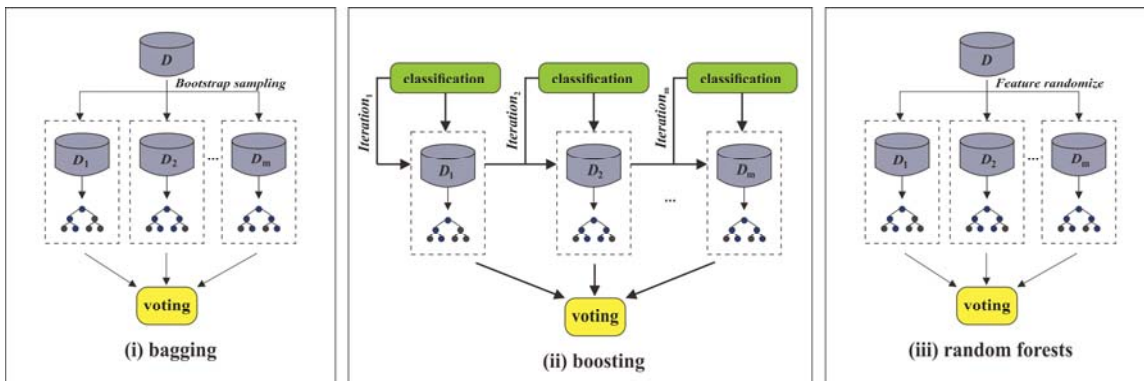 D
Bootstrap sampling
D1 D2 ... Dm
voting
(i) bagging
classification classification classification
Iteration1 Iteration2 Iterationm
D1 D2 Dm
...
voting
(ii) boosting
D
Feature randomize
D1 D2 ... Dm
voting
(iii) random forests